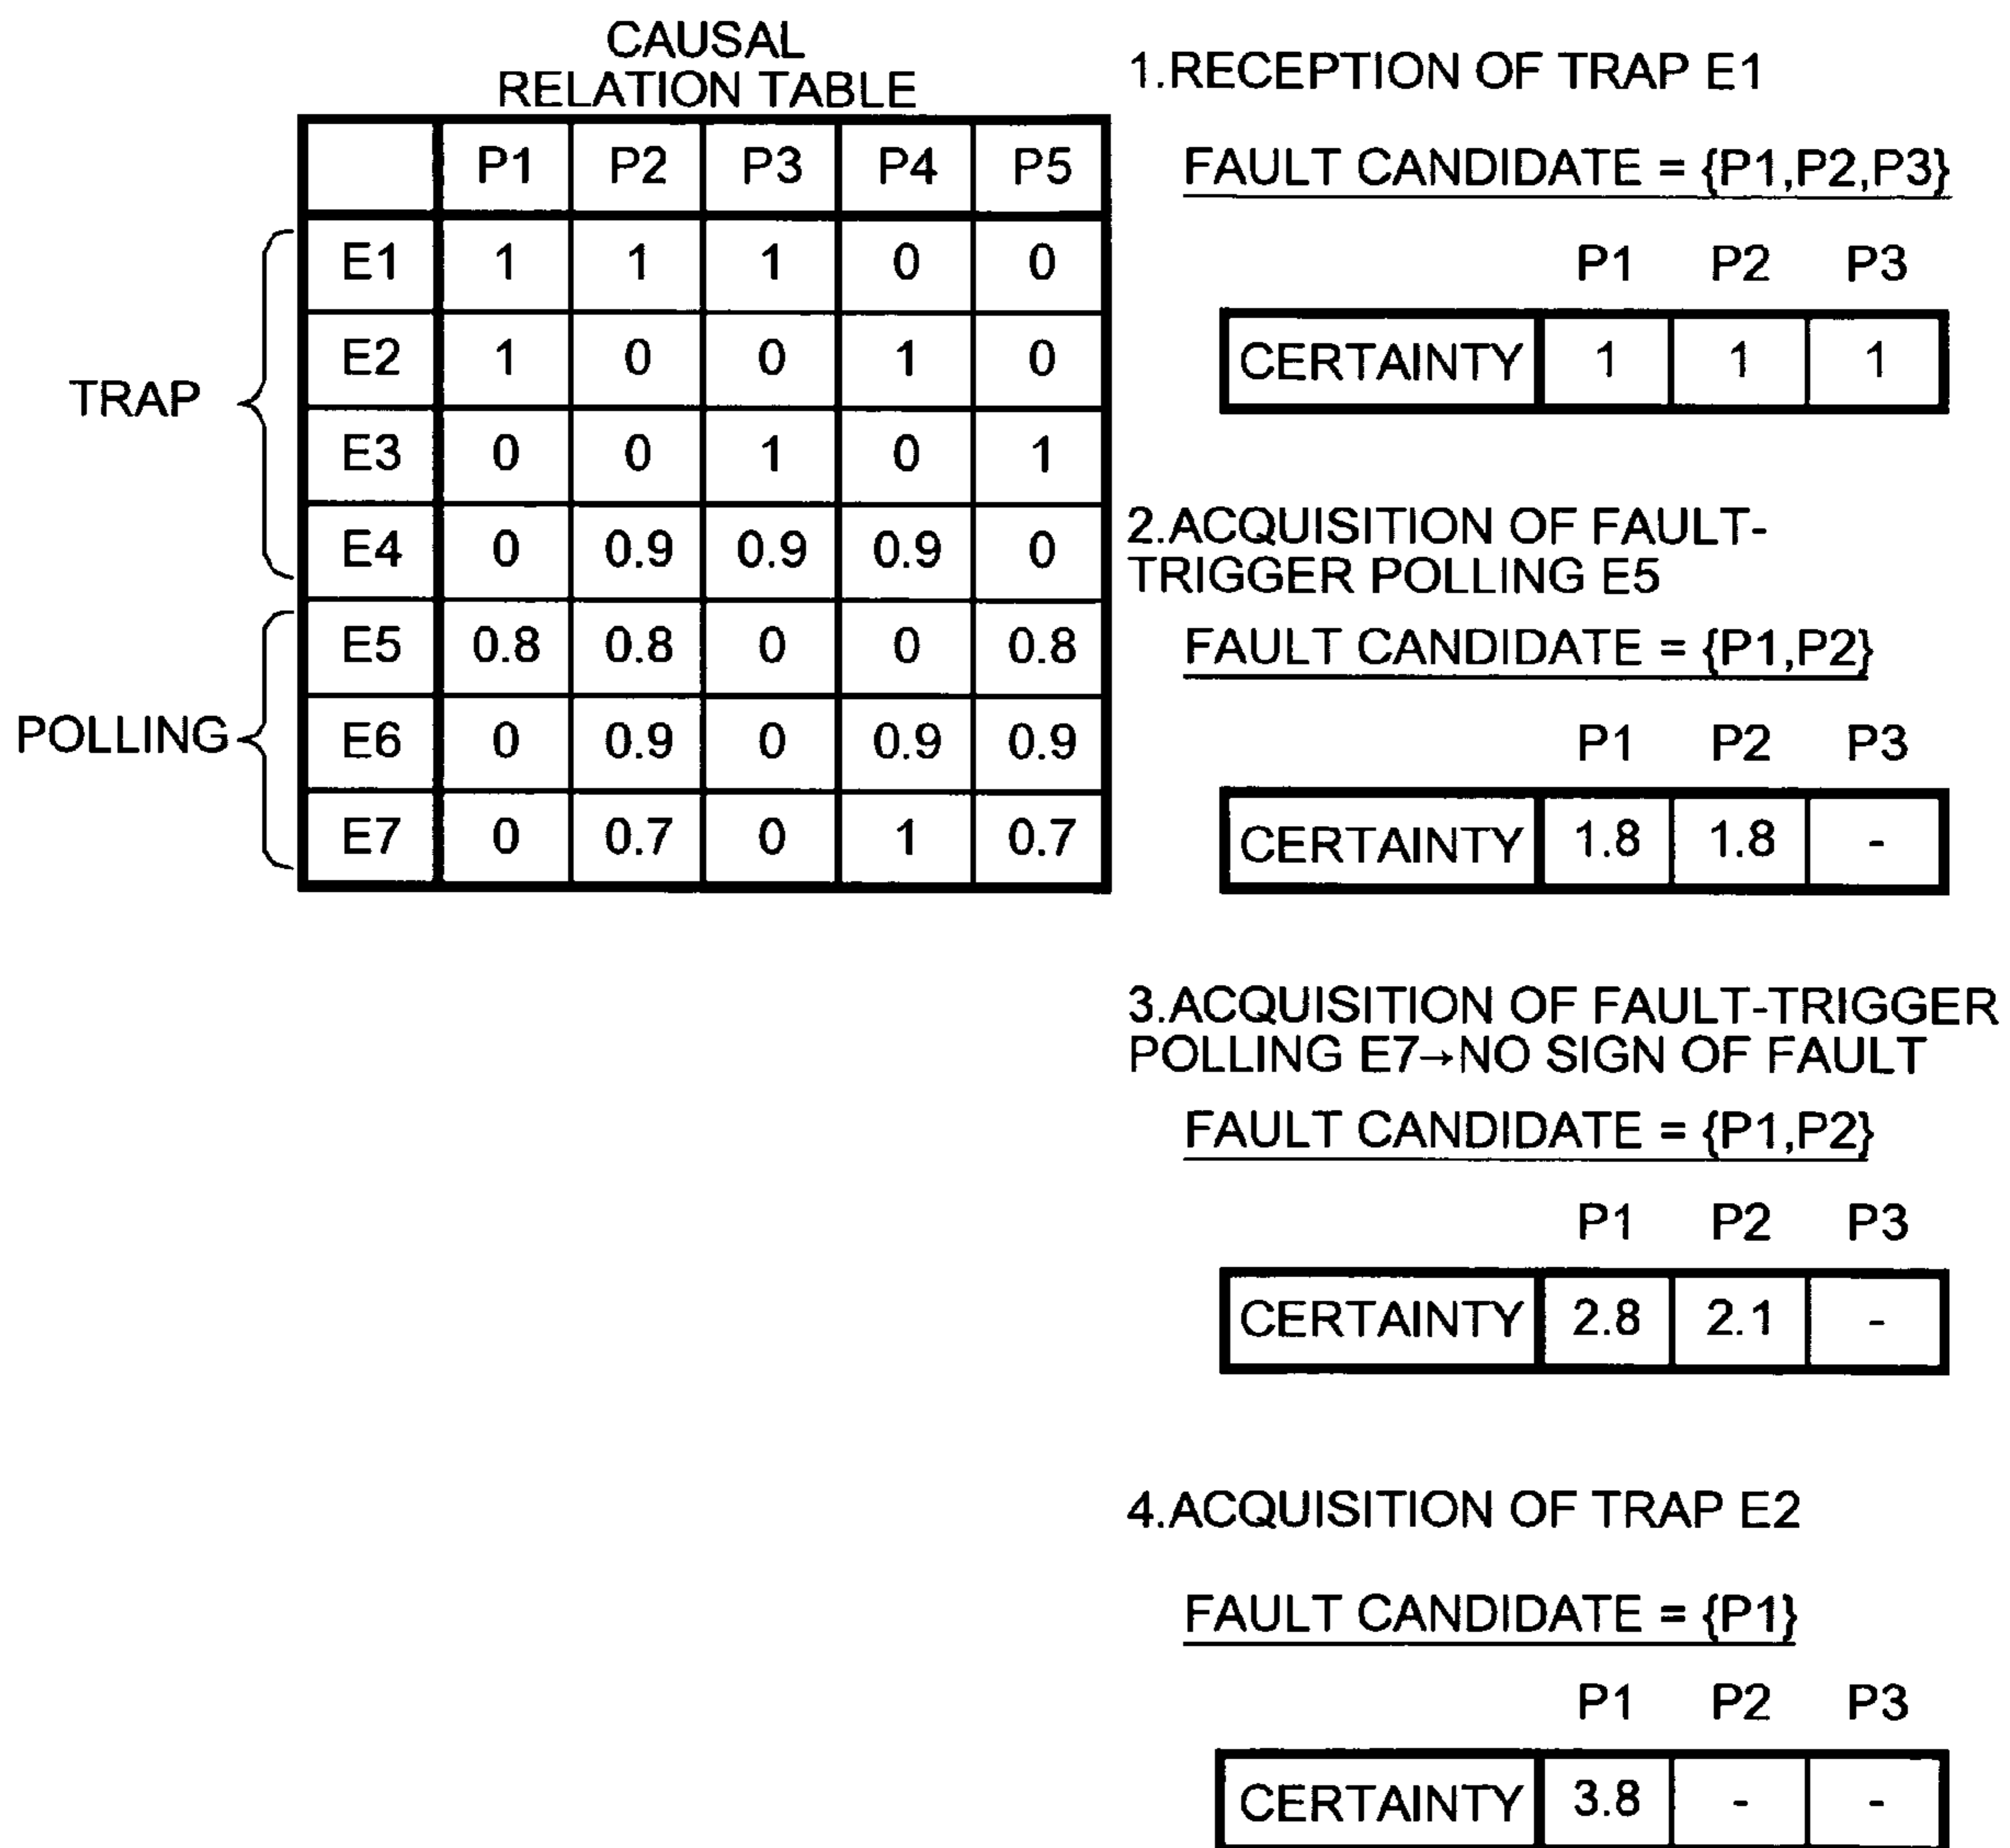 CAUSAL
RELATION TABLE
P1 P2 P3 P4 P5
TRAP
E1 1 1 1 0 0
E2 1 0 0 1 0
E3 0 0 1 0 1
E4 0 0.9 0.9 0.9 0
POLLING
E5 0.8 0.8 0 0 0.8
E6 0 0.9 0 0.9 0.9
E7 0 0.7 0 1 0.7
1.RECEPTION OF TRAP E1
FAULT CANDIDATE = {P1,P2,P3}
P1 P2 P3
CERTAINTY 1 1 1
2.ACQUISITION OF FAULT-
TRIGGER POLLING E5
FAULT CANDIDATE = {P1,P2}
P1 P2 P3
CERTAINTY 1.8 1.8 -
3.ACQUISITION OF FAULT-TRIGGER
POLLING E7→NO SIGN OF FAULT
FAULT CANDIDATE = {P1,P2}
P1 P2 P3
CERTAINTY 2.8 2.1 -
4.ACQUISITION OF TRAP E2
FAULT CANDIDATE = {P1}
P1 P2 P3
CERTAINTY 3.8 - -